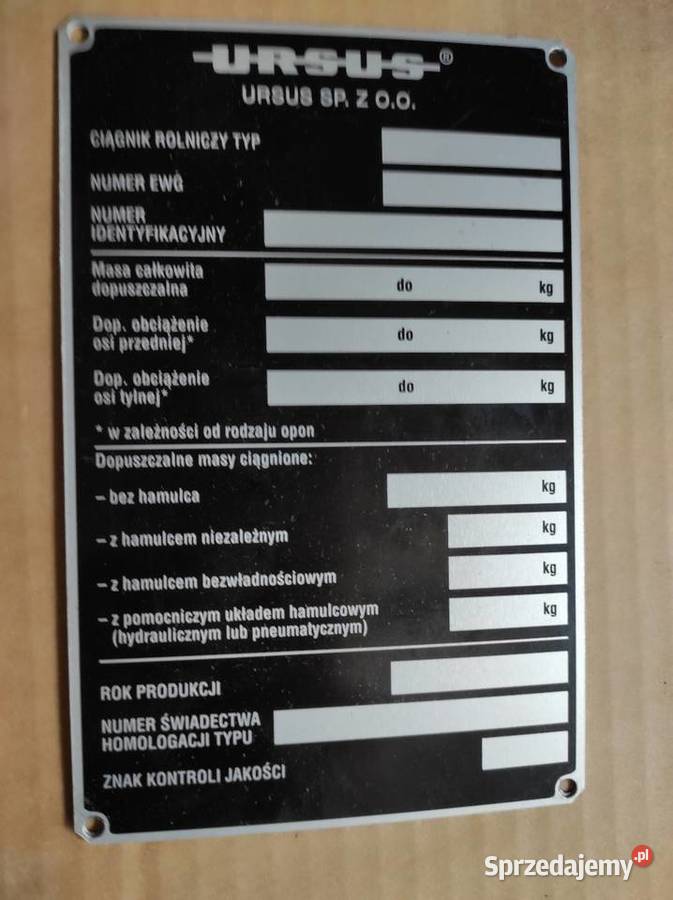 URSUS®
URSUS SP. Z O.O.
CIĄGNIK ROLNICZY TYP
NUMER EWG
NUMER
IDENTYFIKACYJNY
Masa całkowita
dopuszczalna do kg
Dop. obciążenie
osi przedniej* do kg
Dop. obciążenie
osi tylnej* do kg
* w zależności od rodzaju opon
Dopuszczalne masy ciągnione:
– bez hamulca kg
– z hamulcem niezależnym kg
– z hamulcem bezwładnościowym kg
– z pomocniczym układem hamulcowym kg
(hydraulicznym lub pneumatycznym)
ROK PRODUKCJI
NUMER ŚWIADECTWA
HOMOLOGACJI TYPU
ZNAK KONTROLI JAKOŚCI
Sprzedajemy.pl